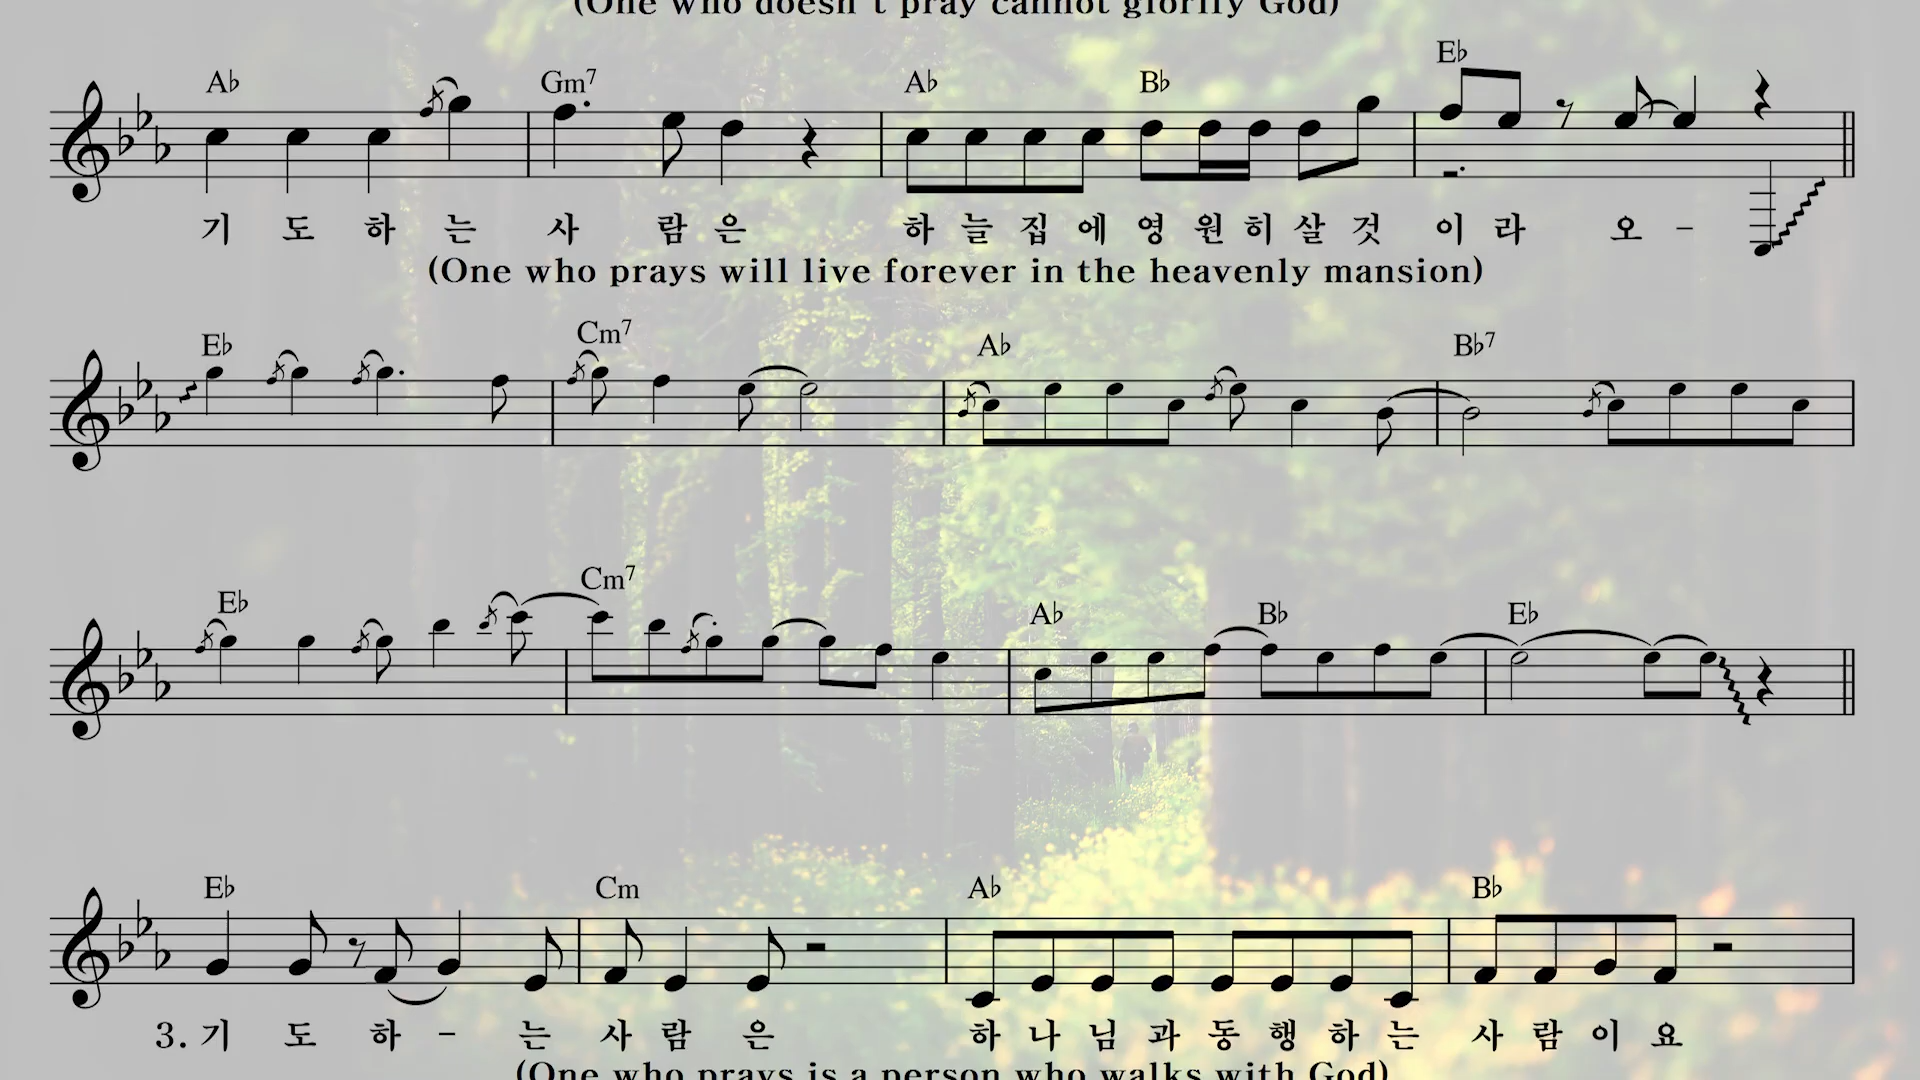 (One who doesn't pray cannot glorify God)
A♭ Gm7 A♭ B♭ E♭
기 도 하 는 사 람 은 하 늘 집 에 영 원 히 살 것 이 라 오 -
(One who prays will live forever in the heavenly mansion)
E♭ Cm7 A♭ B♭7
E♭ Cm7 A♭ B♭ E♭
E♭ Cm A♭ B♭
3. 기 도 하 - 는 사 람 은 하 나 님 과 동 행 하 는 사 람 이 요
(One who prays is a person who walks with God)